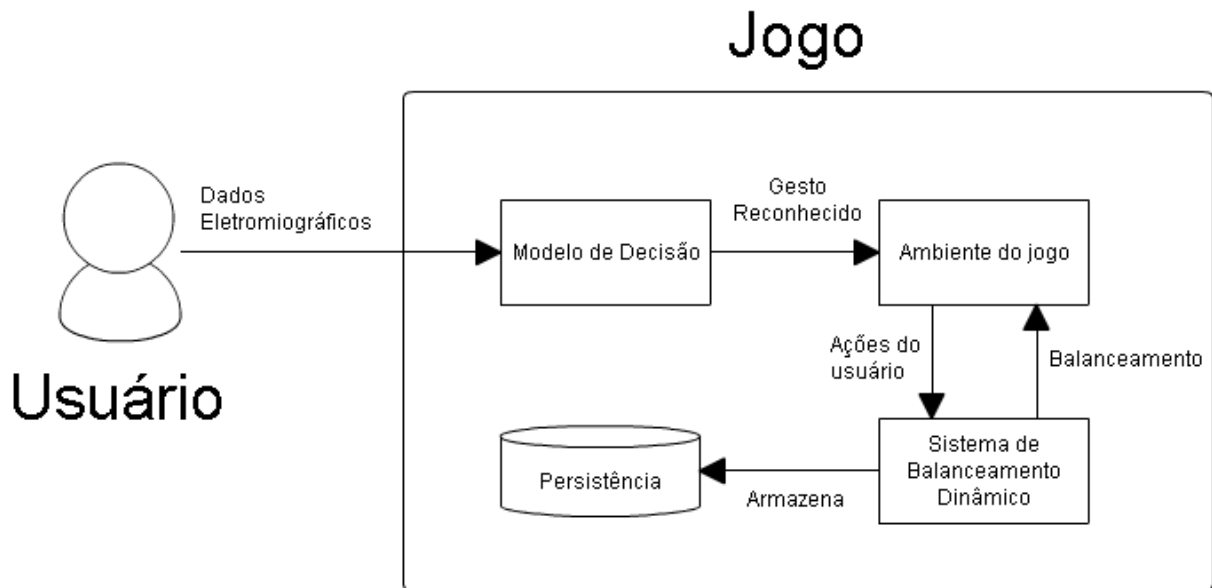 Jogo
Dados
Eletromiográficos
Gesto
Reconhecido
Modelo de Decisão
Ambiente do jogo
Usuário
Ações do
usuário
Balanceamento
Persistência
Armazena
Sistema de
Balanceamento
Dinâmico